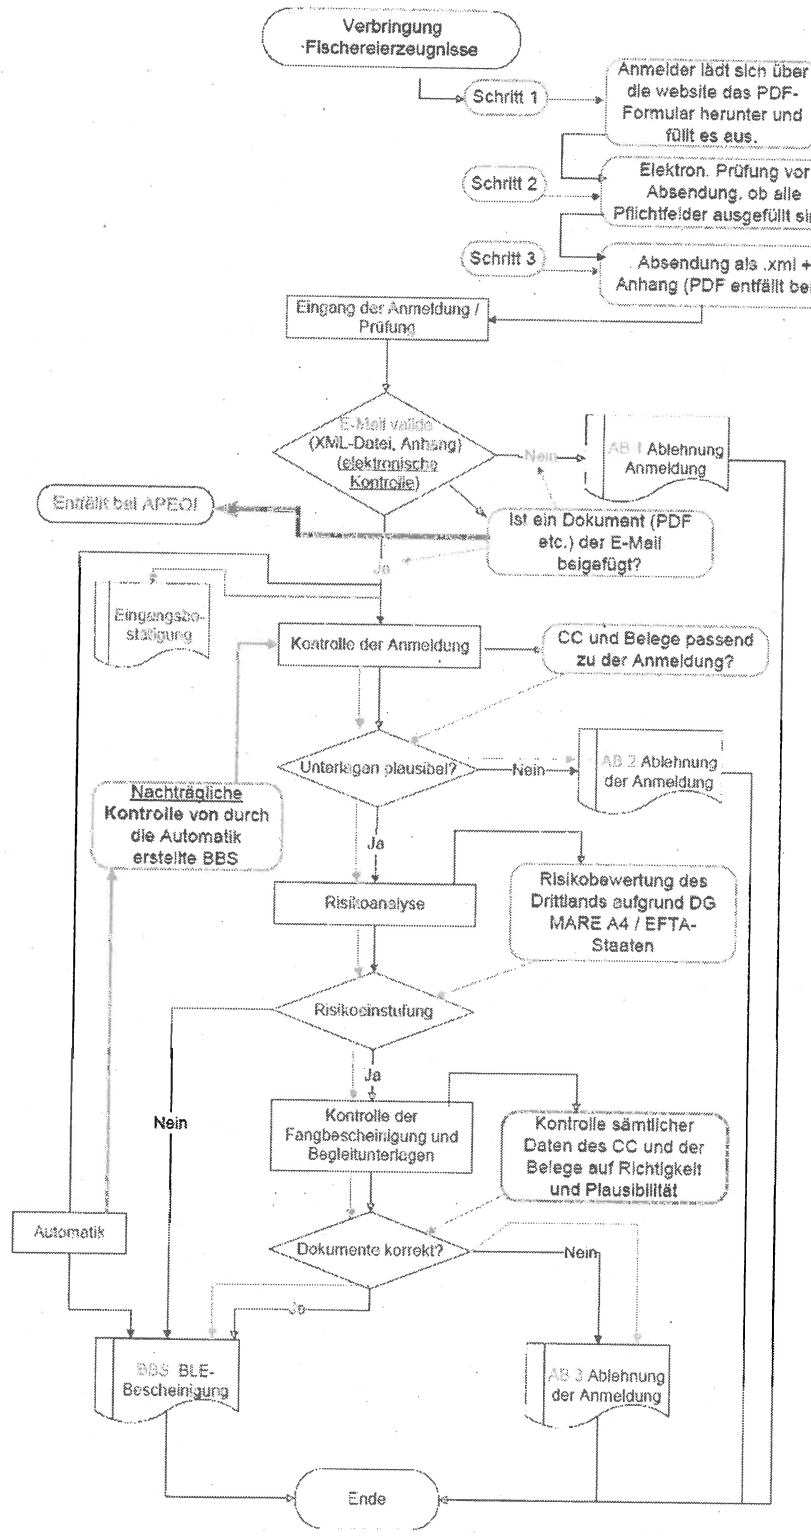 Verbringung
Fischereierzeugnisse
Schritt 1
Anmelder lädt sich über
die website das PDF-
Formular herunter und
füllt es aus.
Schritt 2
Elektron. Prüfung vor
Absendung, ob alle
Pflichtfelder ausgefüllt
Schritt 3
Absendung als .xml +
Anhang (PDF entfällt
Eingang der Anmeldung /
Prüfung
E-Mail valide
(XML-Datei, Anhang)
(elektronische
Kontrolle)
Nein
AB 1 Ablehnung
Anmeldung
Entfällt bei APEO!
Ist ein Dokument (PDF
etc.) der E-Mail
beigefügt?
Ja
Eingangsbe-
stätigung
Kontrolle der Anmeldung
CC und Belege passend
zu der Anmeldung?
Unterlagen plausibel?
Nein
AB 2 Ablehnung
der Anmeldung
Nachträgliche
Kontrolle von durch
die Automatik
erstellte BBS
Ja
Risikoanalyse
Risikobewertung des
Drittlands aufgrund DG
MARE A4 / EFTA-
Staaten
Risikoeinstufung
Ja
Nein
Kontrolle der
Fangbescheinigung und
Begleitunterlagen
Kontrolle sämtlicher
Daten des CC und der
Belege auf Richtigkeit
und Plausibilität
Automatik
Dokumente korrekt?
Nein
Ja
BBS BLE-
Bescheinigung
AB 3 Ablehnung
der Anmeldung
Ende